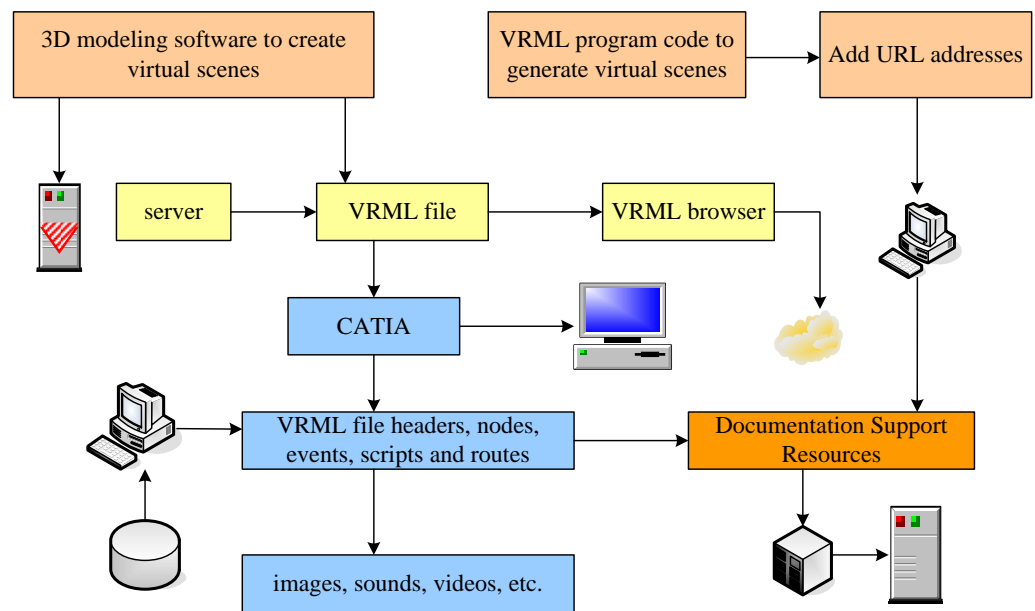 3D modeling software to create
virtual scenes
VRML program code to
generate virtual scenes
Add URL addresses
server
VRML file
VRML browser
CATIA
VRML file headers, nodes,
events, scripts and routes
Documentation Support
Resources
images, sounds, videos, etc.